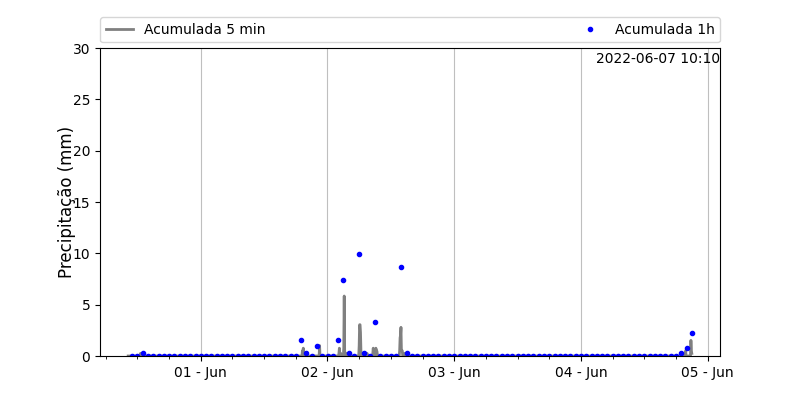 Acumulada 5 min
Acumulada 1h
2022-06-07 10:10
Precipitação (mm)
30
25
20
15
10
5
0
01 - Jun
02 - Jun
03 - Jun
04 - Jun
05 - Jun